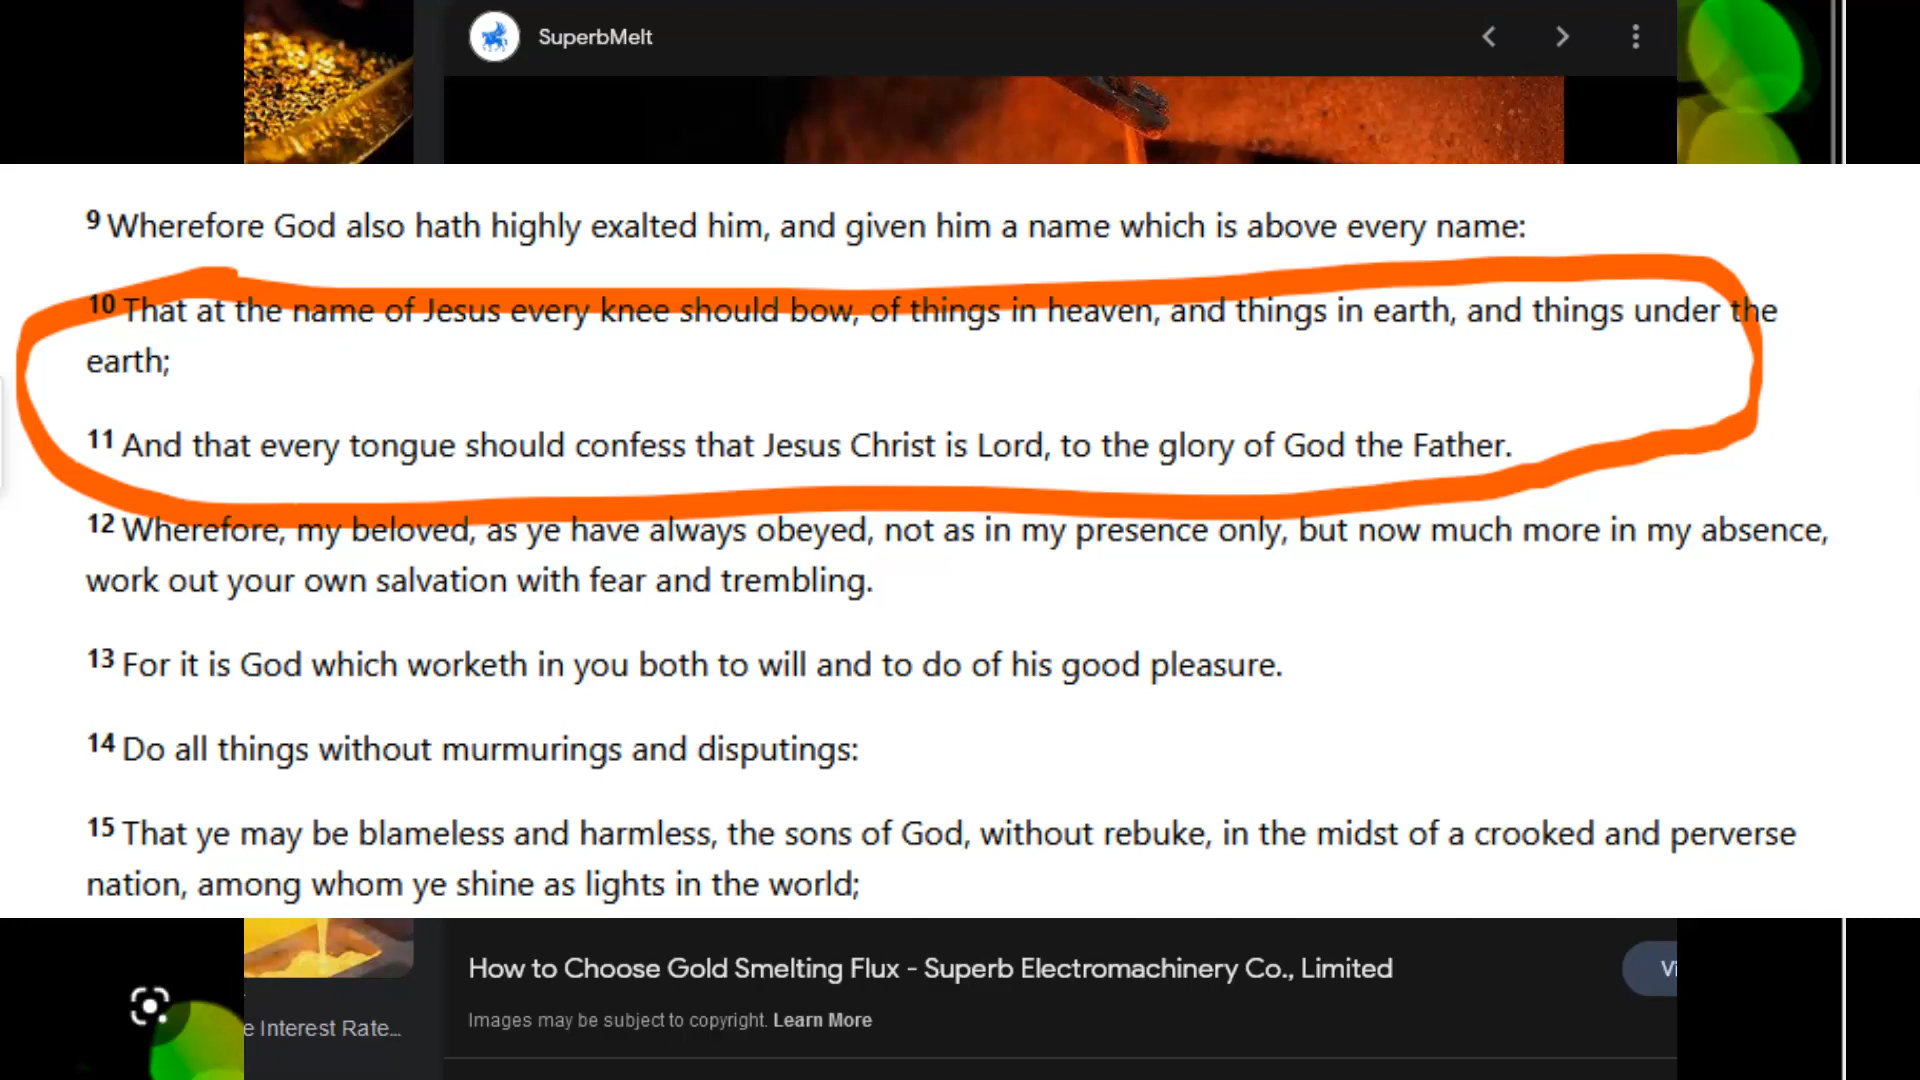 SuperbMelt
9 Wherefore God also hath highly exalted him, and given him a name which is above every name:
10 That at the name of Jesus every knee should bow, of things in heaven, and things in earth, and things under the
earth;
11 And that every tongue should confess that Jesus Christ is Lord, to the glory of God the Father.
12 Wherefore, my beloved, as ye have always obeyed, not as in my presence only, but now much more in my absence,
work out your own salvation with fear and trembling.
13 For it is God which worketh in you both to will and to do of his good pleasure.
14 Do all things without murmurings and disputings:
15 That ye may be blameless and harmless, the sons of God, without rebuke, in the midst of a crooked and perverse
nation, among whom ye shine as lights in the world;
How to Choose Gold Smelting Flux - Superb Electromachinery Co., Limited
Images may be subject to copyright. Learn More
e Interest Rate...